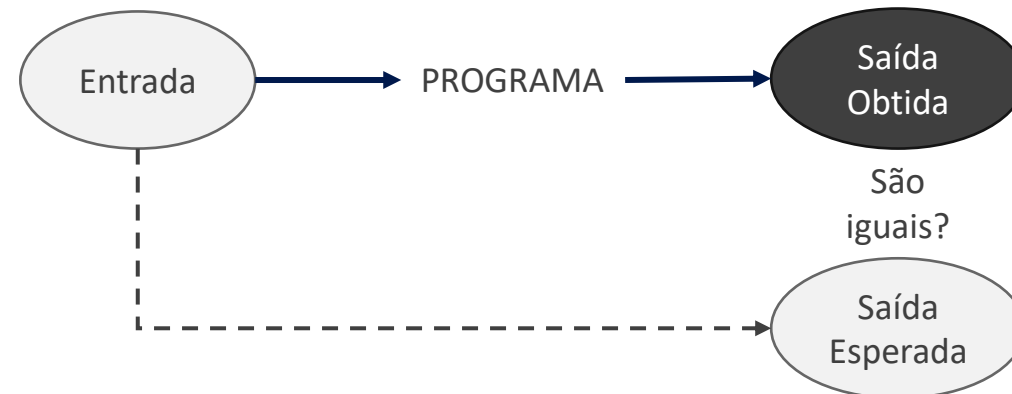 Entrada
PROGRAMA
Saída
Obtida
São
iguais?
Saída
Esperada